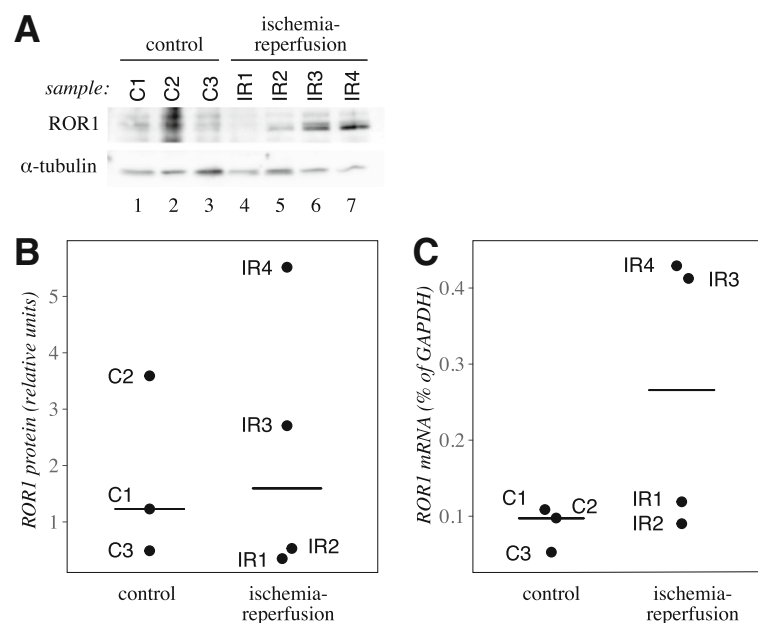 A
control
ischemia-
reperfusion
sample: C1 C2 C3 IR1 IR2 IR3 IR4
ROR1
α-tubulin
1 2 3 4 5 6 7
B
ROR1 protein (relative units)
5
4
3
2
1
C2
C1
C3
IR4
IR3
IR2
IR1
control
ischemia-
reperfusion
C
ROR1 mRNA (% of GAPDH)
0.4
0.3
0.2
0.1
C1
C2
C3
IR4
IR3
IR1
IR2
control
ischemia-
reperfusion